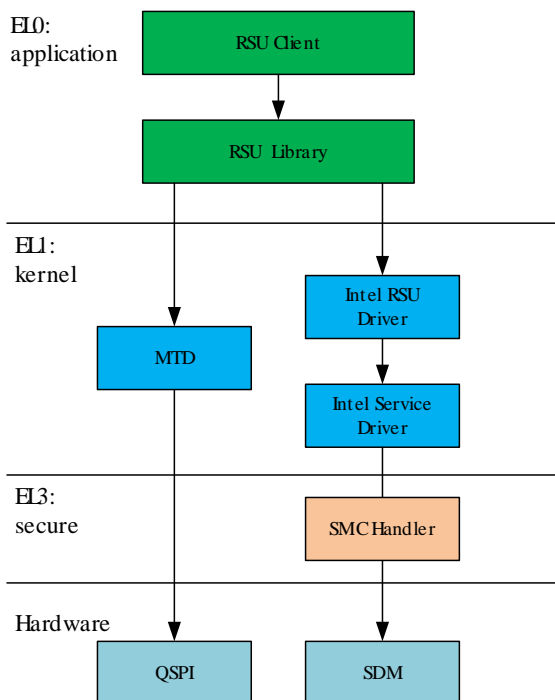 EL0:
application
RSU Client
RSU Library
EL1:
kernel
Intel RSU
Driver
MTD
Intel Service
Driver
EL3:
secure
SMC Handler
Hardware
QSPI
SDM